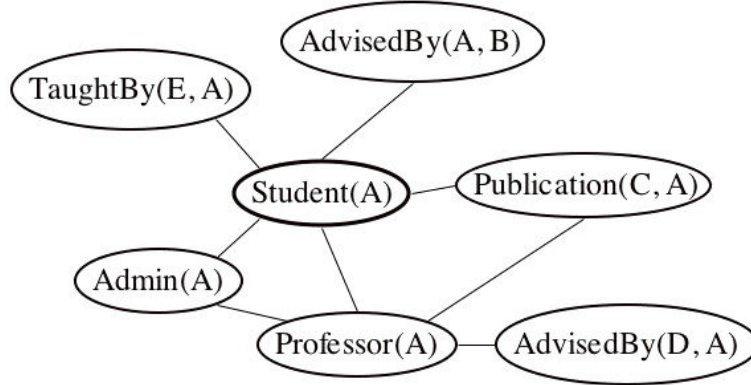 AdvisedBy(A, B)
TaughtBy(E, A)
Student(A)
Publication(C, A)
Admin(A)
Professor(A)
AdvisedBy(D, A)